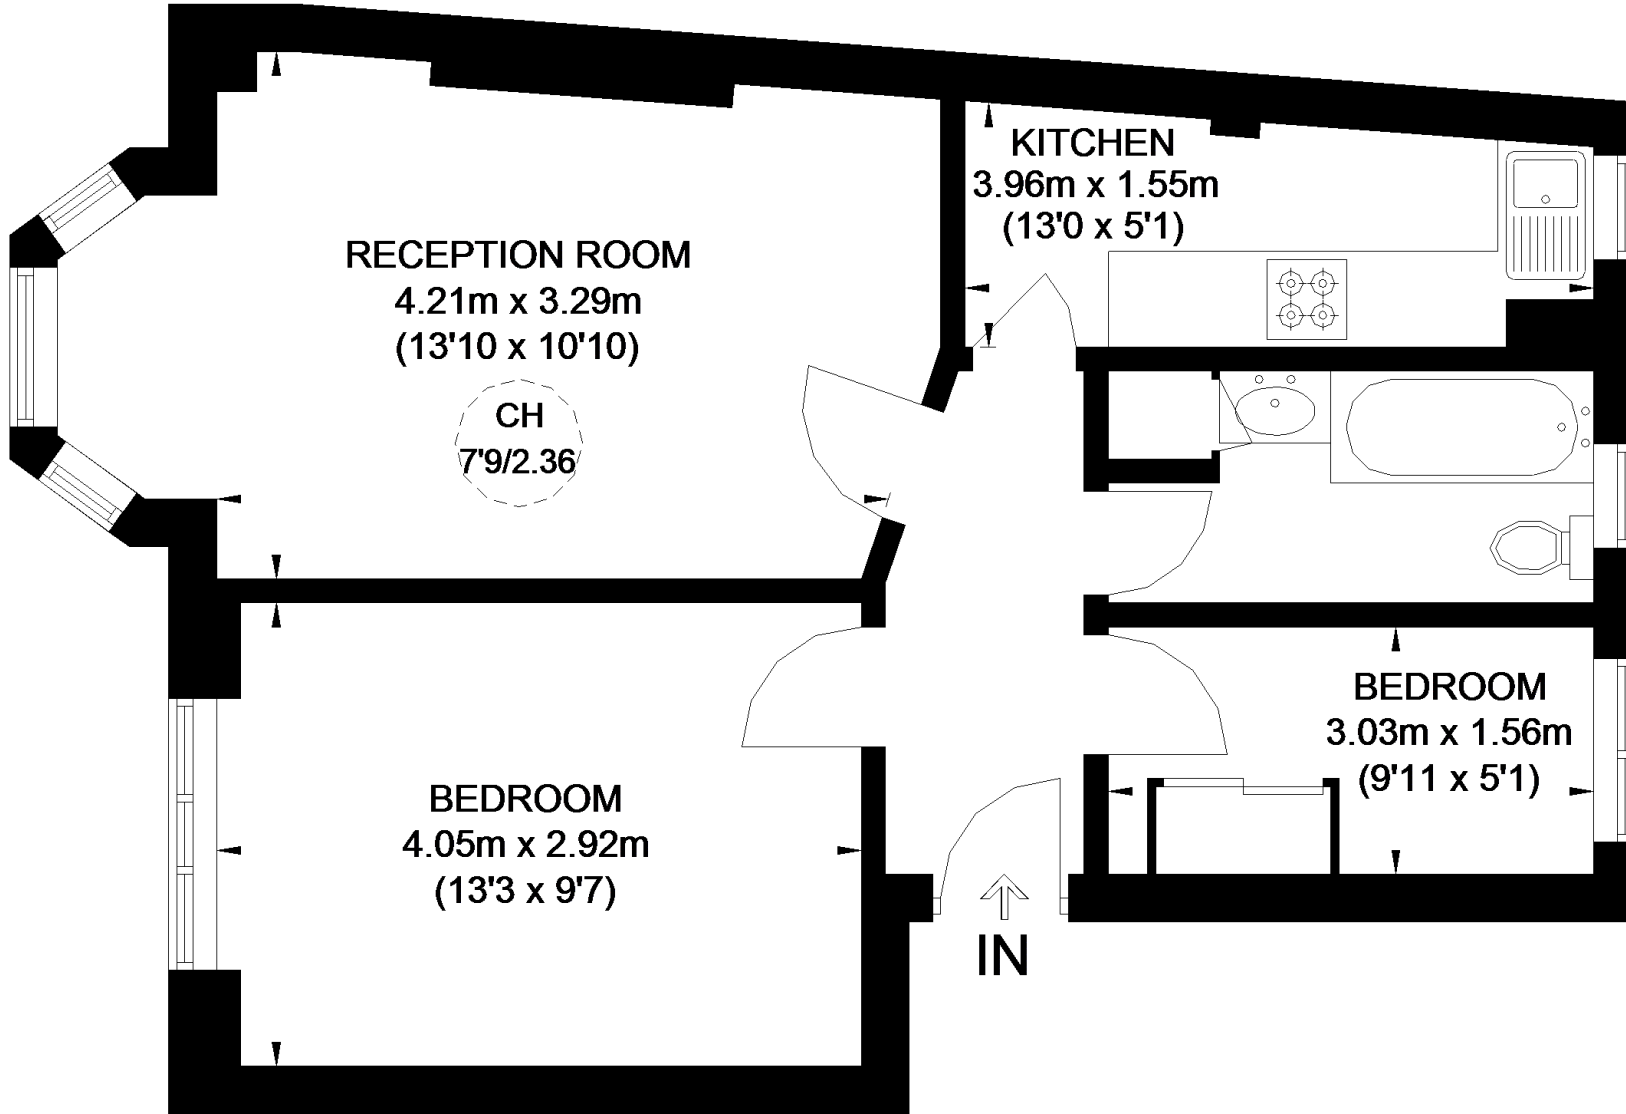 KITCHEN
3.96m x 1.55m
(13'0 x 5'1)
RECEPTION ROOM
4.21m x 3.29m
(13'10 x 10'10)
CH
7'9/2.36
BEDROOM
3.03m x 1.56m
(9'11 x 5'1)
BEDROOM
4.05m x 2.92m
(13'3 x 9'7)
IN